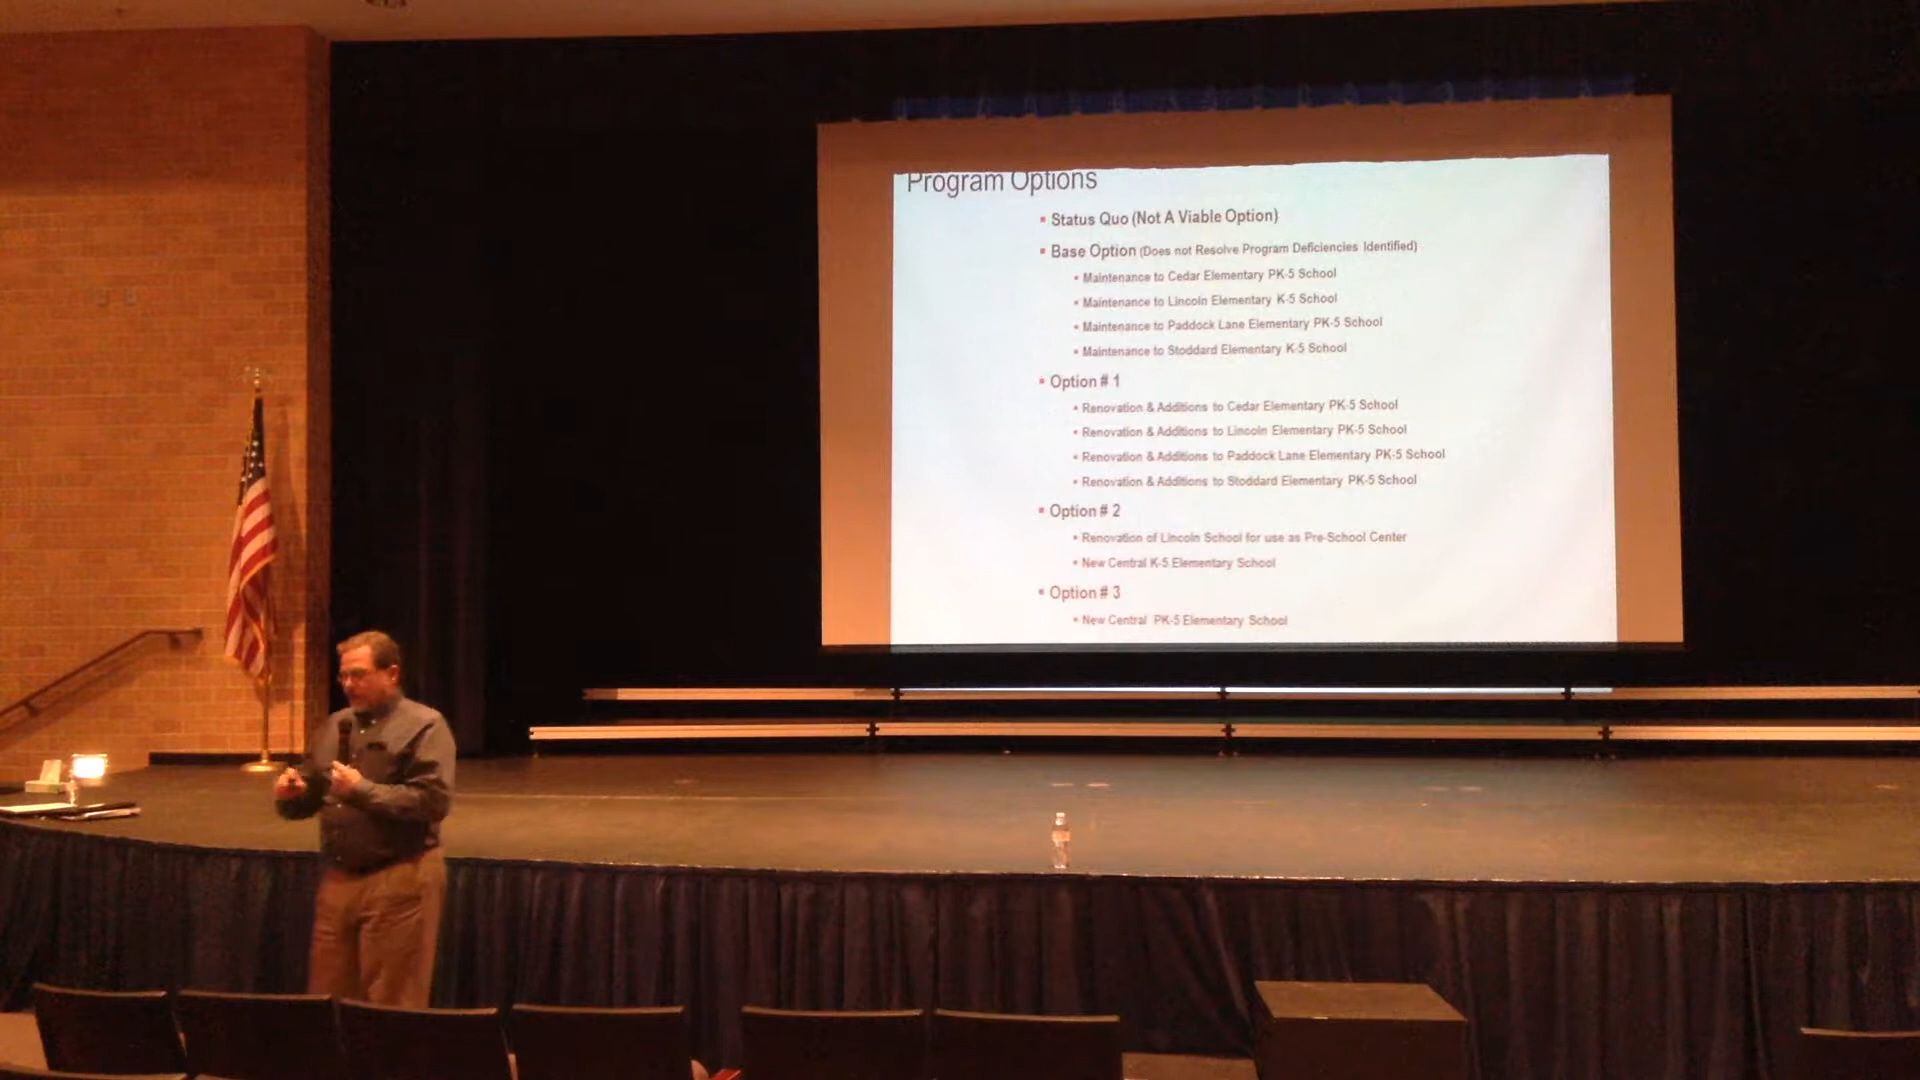 Program Options
Status Quo (Not A Viable Option)
Base Option (Does not Resolve Program Deficiencies Identified)
Maintenance to Cedar Elementary PK-5 School
Maintenance to Lincoln Elementary K-5 School
Maintenance to Paddock Lane Elementary PK-5 School
Maintenance to Stoddard Elementary K-5 School
Option # 1
Renovation & Additions to Cedar Elementary PK-5 School
Renovation & Additions to Lincoln Elementary PK-5 School
Renovation & Additions to Paddock Lane Elementary PK-5 School
Renovation & Additions to Stoddard Elementary PK-5 School
Option # 2
Renovation of Lincoln School for use as Pre-School Center
New Central K-5 Elementary School
Option # 3
New Central PK-5 Elementary School